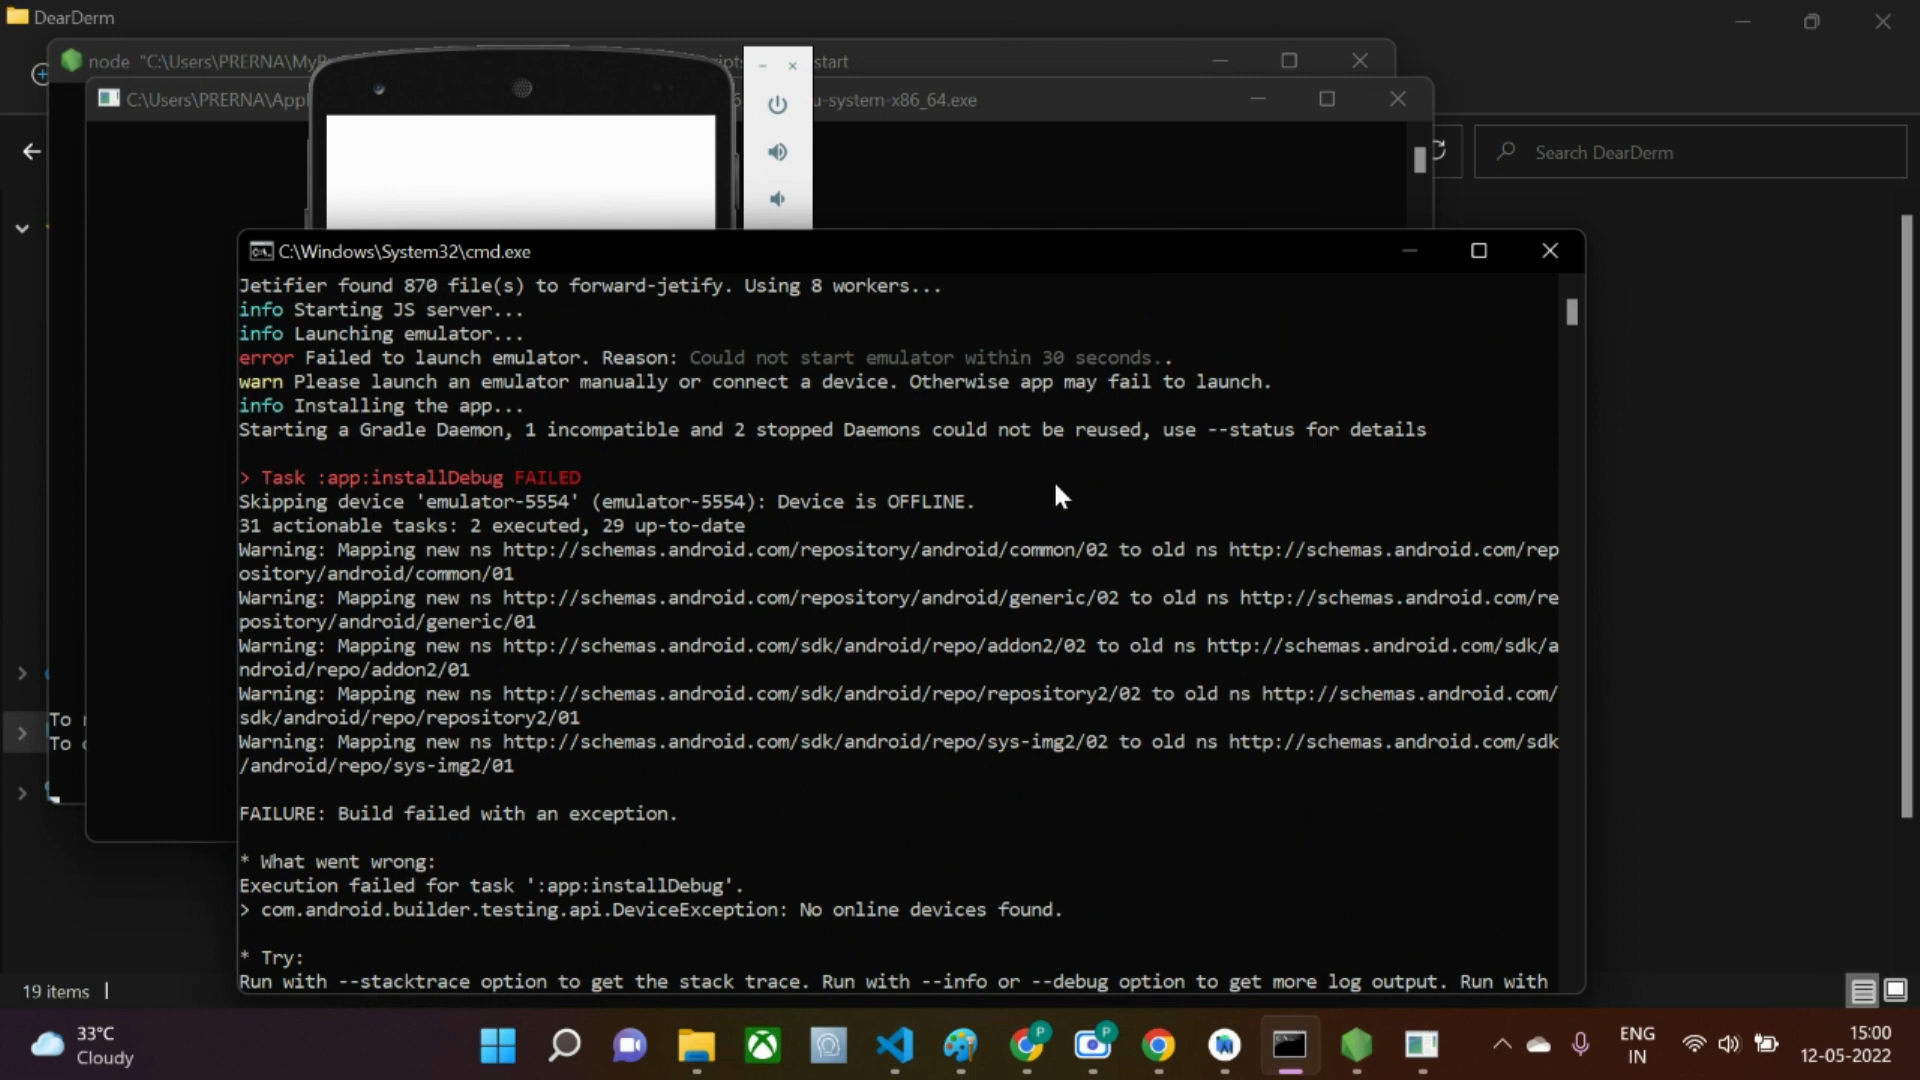 DearDerm
node "C:\Users\PRERNA\MyP start
C:\Users\PRERNA\App u-system-x86_64.exe
Search DearDerm
C:\Windows\System32\cmd.exe
Jetifier found 870 file(s) to forward-jetify. Using 8 workers...
info Starting JS server...
info Launching emulator...
error Failed to launch emulator. Reason: Could not start emulator within 30 seconds..
warn Please launch an emulator manually or connect a device. Otherwise app may fail to launch.
info Installing the app...
Starting a Gradle Daemon, 1 incompatible and 2 stopped Daemons could not be reused, use --status for details
> Task :app:installDebug FAILED
Skipping device 'emulator-5554' (emulator-5554): Device is OFFLINE.
31 actionable tasks: 2 executed, 29 up-to-date
Warning: Mapping new ns http://schemas.android.com/repository/android/common/02 to old ns http://schemas.android.com/rep
ository/android/common/01
Warning: Mapping new ns http://schemas.android.com/repository/android/generic/02 to old ns http://schemas.android.com/re
pository/android/generic/01
Warning: Mapping new ns http://schemas.android.com/sdk/android/repo/addon2/02 to old ns http://schemas.android.com/sdk/a
ndroid/repo/addon2/01
Warning: Mapping new ns http://schemas.android.com/sdk/android/repo/repository2/02 to old ns http://schemas.android.com/
sdk/android/repo/repository2/01
Warning: Mapping new ns http://schemas.android.com/sdk/android/repo/sys-img2/02 to old ns http://schemas.android.com/sdk
/android/repo/sys-img2/01
To
To
FAILURE: Build failed with an exception.
* What went wrong:
Execution failed for task ':app:installDebug'.
> com.android.builder.testing.api.DeviceException: No online devices found.
* Try:
Run with --stacktrace option to get the stack trace. Run with --info or --debug option to get more log output. Run with
19 items
33°C
Cloudy
P
P
ENG
IN
15:00
12-05-2022